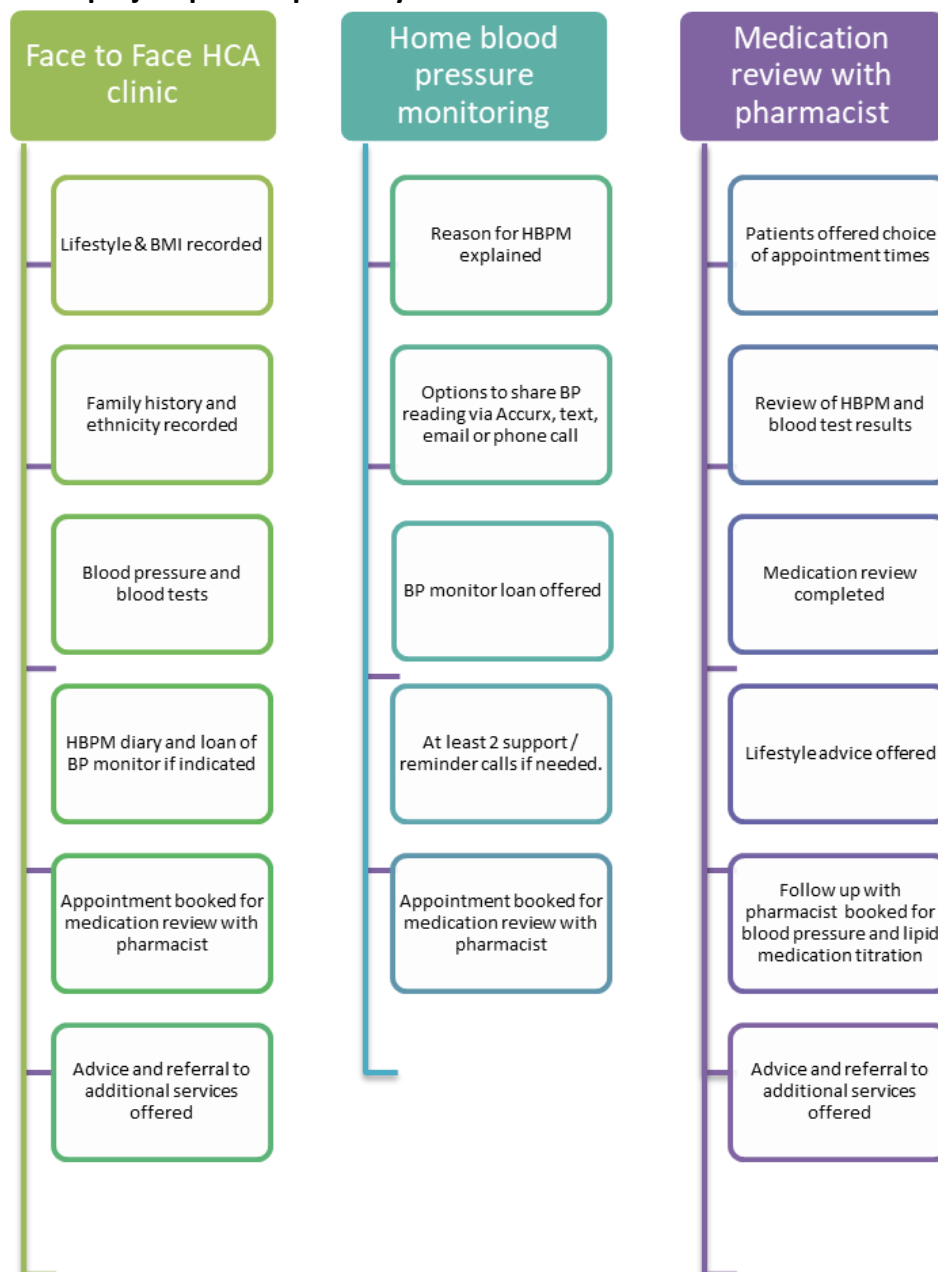 Face to Face HCA
clinic
Lifestyle & BMI recorded
Family history and
ethnicity recorded
Blood pressure and
blood tests
HBPM diary and loan of
BP monitor if indicated
Appointment booked for
medication review with
pharmacist
Advice and referral to
additional services
offered
Home blood
pressure
monitoring
Reason for HBPM
explained
Options to share BP
reading via Accurx, text,
email or phone call
BP monitor loan offered
At least 2 support /
reminder calls if needed.
Appointment booked for
medication review with
pharmacist
Medication
review with
pharmacist
Patients offered choice
of appointment times
Review of HBPM and
blood test results
Medication review
completed
Lifestyle advice offered
Follow up with
pharmacist booked for
blood pressure and lipid
medication titration
Advice and referral to
additional services
offered